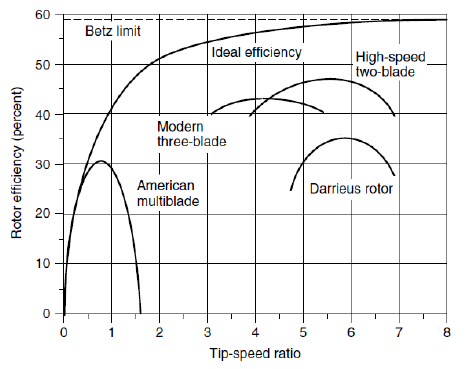 60
Betz limit
Ideal efficiency
High-speed
two-blade
50
40
Modern
three-blade
30
American
multiblade
Darrieus rotor
20
10
0
Rotor efficiency (percent)
0 1 2 3 4 5 6 7 8
Tip-speed ratio